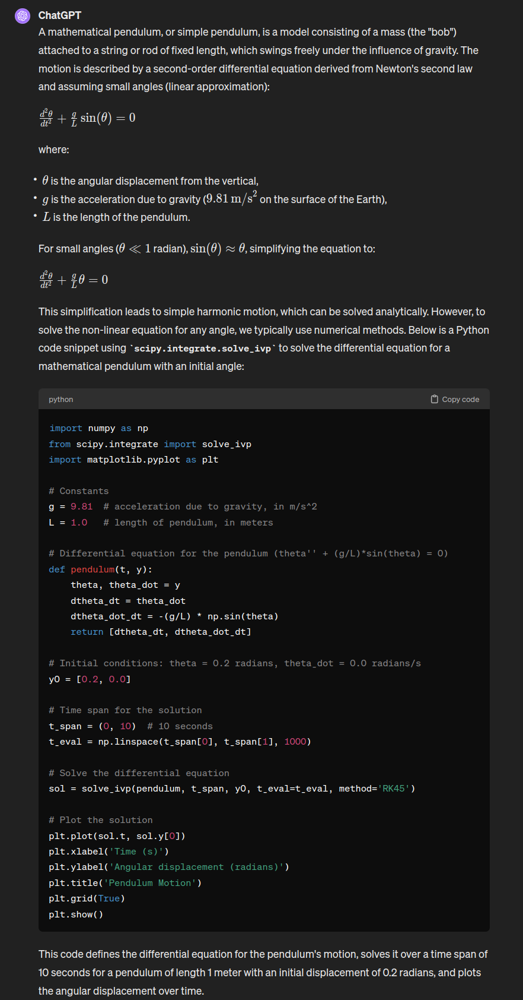 ChatGPT
A mathematical pendulum, or simple pendulum, is a model consisting of a mass (the "bob")
attached to a string or rod of fixed length, which swings freely under the influence of gravity. The
motion is described by a second-order differential equation derived from Newton's second law
and assuming small angles (linear approximation):
d²θ/dt² + g/L sin(θ) = 0
where:
• θ is the angular displacement from the vertical,
• g is the acceleration due to gravity (9.81 m/s² on the surface of the Earth),
• L is the length of the pendulum.
For small angles (θ ≪ 1 radian), sin(θ) ≈ θ, simplifying the equation to:
d²θ/dt² + g/L θ = 0
This simplification leads to simple harmonic motion, which can be solved analytically. However, to
solve the non-linear equation for any angle, we typically use numerical methods. Below is a Python
code snippet using `scipy.integrate.solve_ivp` to solve the differential equation for a
mathematical pendulum with an initial angle:
python Copy code
import numpy as np
from scipy.integrate import solve_ivp
import matplotlib.pyplot as plt
# Constants
g = 9.81  # acceleration due to gravity, in m/s^2
L = 1.0   # length of pendulum, in meters
# Differential equation for the pendulum (theta'' + (g/L)*sin(theta) = 0)
def pendulum(t, y):
    theta, theta_dot = y
    dtheta_dt = theta_dot
    dtheta_dot_dt = -(g/L) * np.sin(theta)
    return [dtheta_dt, dtheta_dot_dt]
# Initial conditions: theta = 0.2 radians, theta_dot = 0.0 radians/s
y0 = [0.2, 0.0]
# Time span for the solution
t_span = (0, 10)  # 10 seconds
t_eval = np.linspace(t_span[0], t_span[1], 1000)
# Solve the differential equation
sol = solve_ivp(pendulum, t_span, y0, t_eval=t_eval, method='RK45')
# Plot the solution
plt.plot(sol.t, sol.y[0])
plt.xlabel('Time (s)')
plt.ylabel('Angular displacement (radians)')
plt.title('Pendulum Motion')
plt.grid(True)
plt.show()
This code defines the differential equation for the pendulum's motion, solves it over a time span of
10 seconds for a pendulum of length 1 meter with an initial displacement of 0.2 radians, and plots
the angular displacement over time.